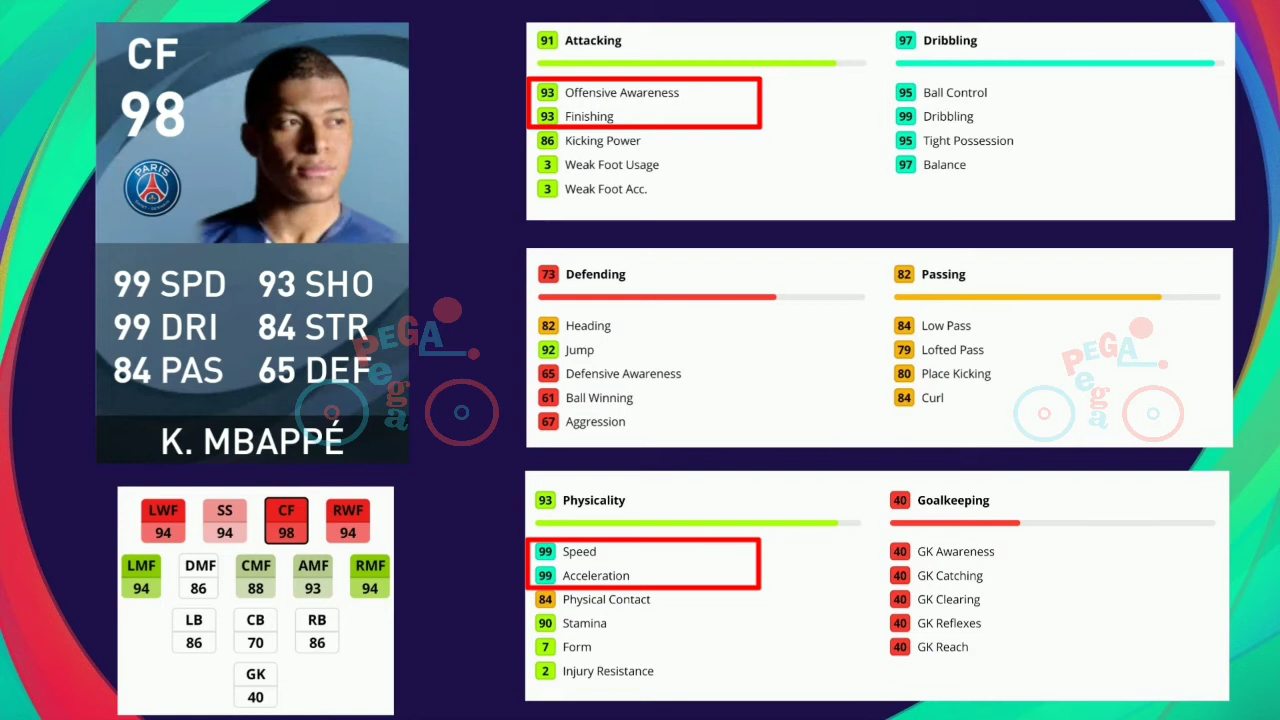 CF
98
PARIS
SAINT-GERMAIN
99 SPD 93 SHO
99 DRI 84 STR
84 PAS 65 DEF
K. MBAPPÉ
LWF SS CF RWF
94 94 98 94
LMF DMF CMF AMF RMF
94 86 88 93 94
LB CB RB
86 70 86
GK
40
91 Attacking
93 Offensive Awareness
93 Finishing
86 Kicking Power
3 Weak Foot Usage
3 Weak Foot Acc.
97 Dribbling
95 Ball Control
99 Dribbling
95 Tight Possession
97 Balance
73 Defending
82 Heading
92 Jump
65 Defensive Awareness
61 Ball Winning
67 Aggression
82 Passing
84 Low Pass
79 Lofted Pass
80 Place Kicking
84 Curl
93 Physicality
99 Speed
99 Acceleration
84 Physical Contact
90 Stamina
7 Form
2 Injury Resistance
40 Goalkeeping
40 GK Awareness
40 GK Catching
40 GK Clearing
40 GK Reflexes
40 GK Reach
PEGA
Pega
PEGA
Pega